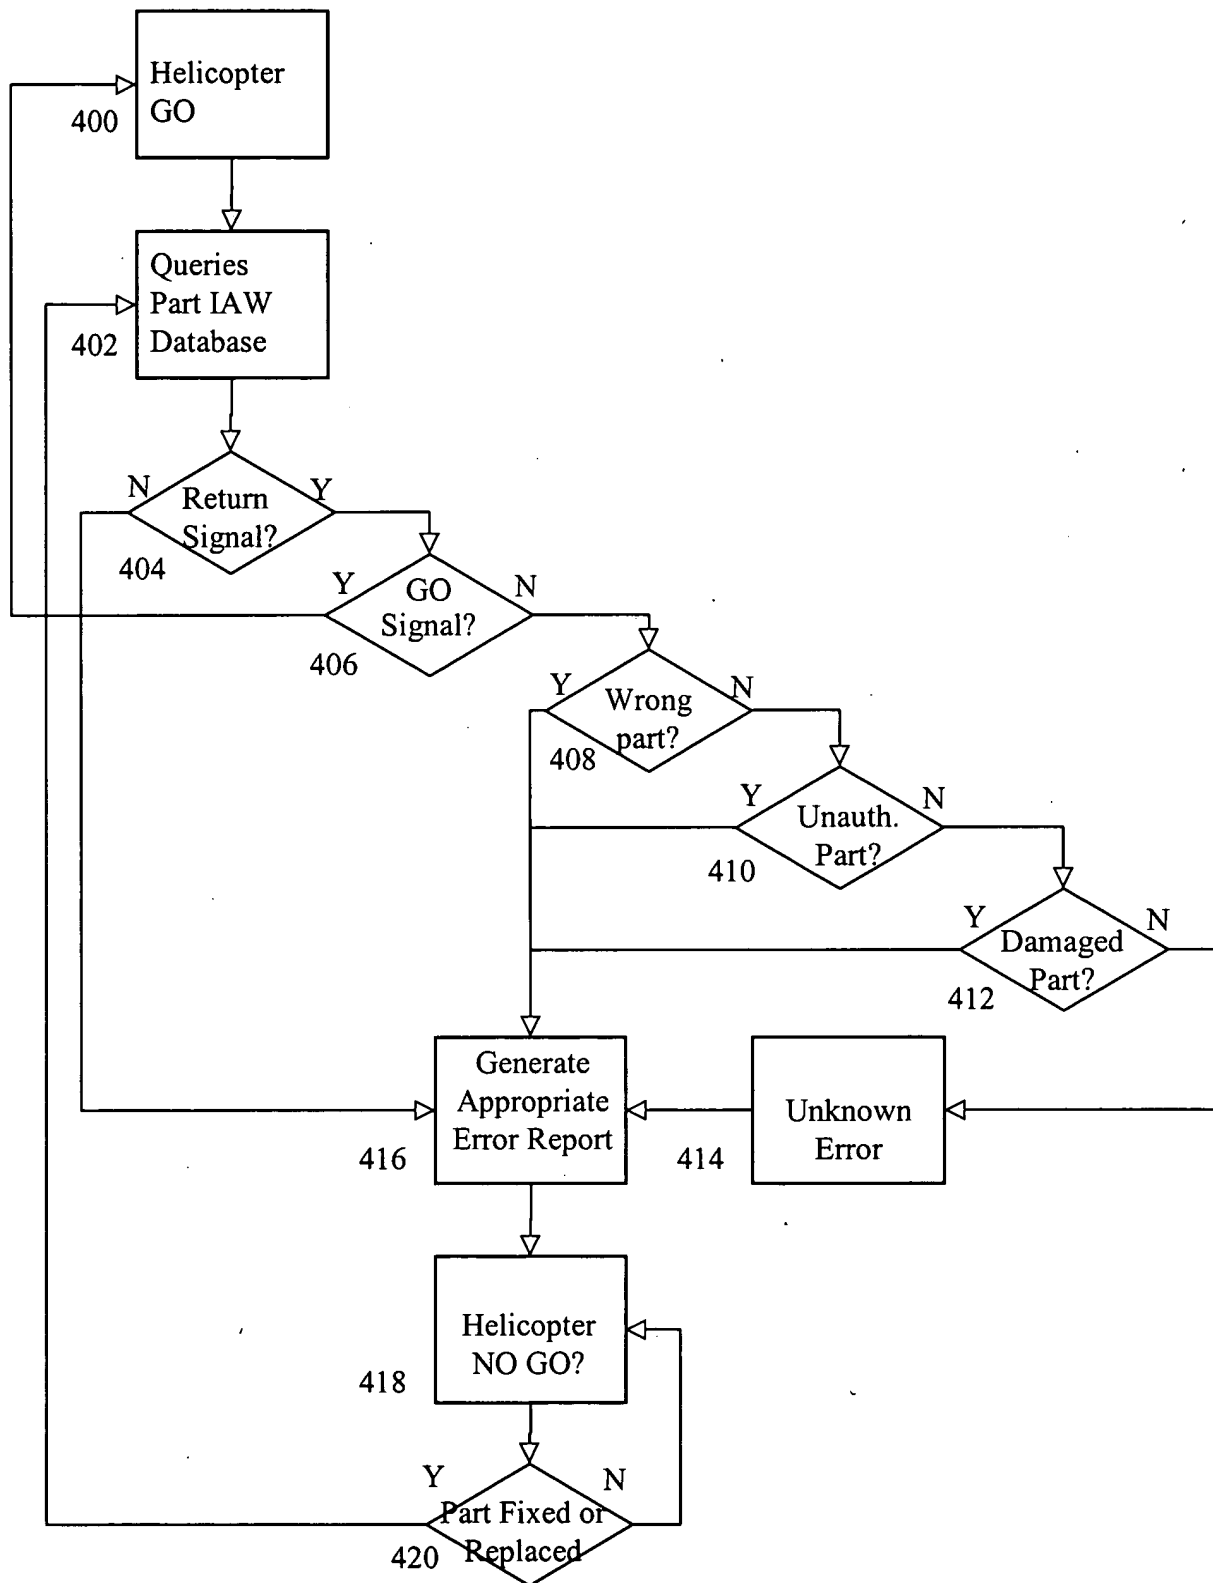 Helicopter
GO
400
Queries
Part IAW
Database
402
N
Y
Return
Signal?
404
Y
N
GO
Signal?
406
Y
N
Wrong
part?
408
Y
N
Unauth.
Part?
410
Y
N
Damaged
Part?
412
Generate
Appropriate
Error Report
416
Unknown
Error
414
Helicopter
NO GO?
418
Y
N
Part Fixed or
Replaced
420